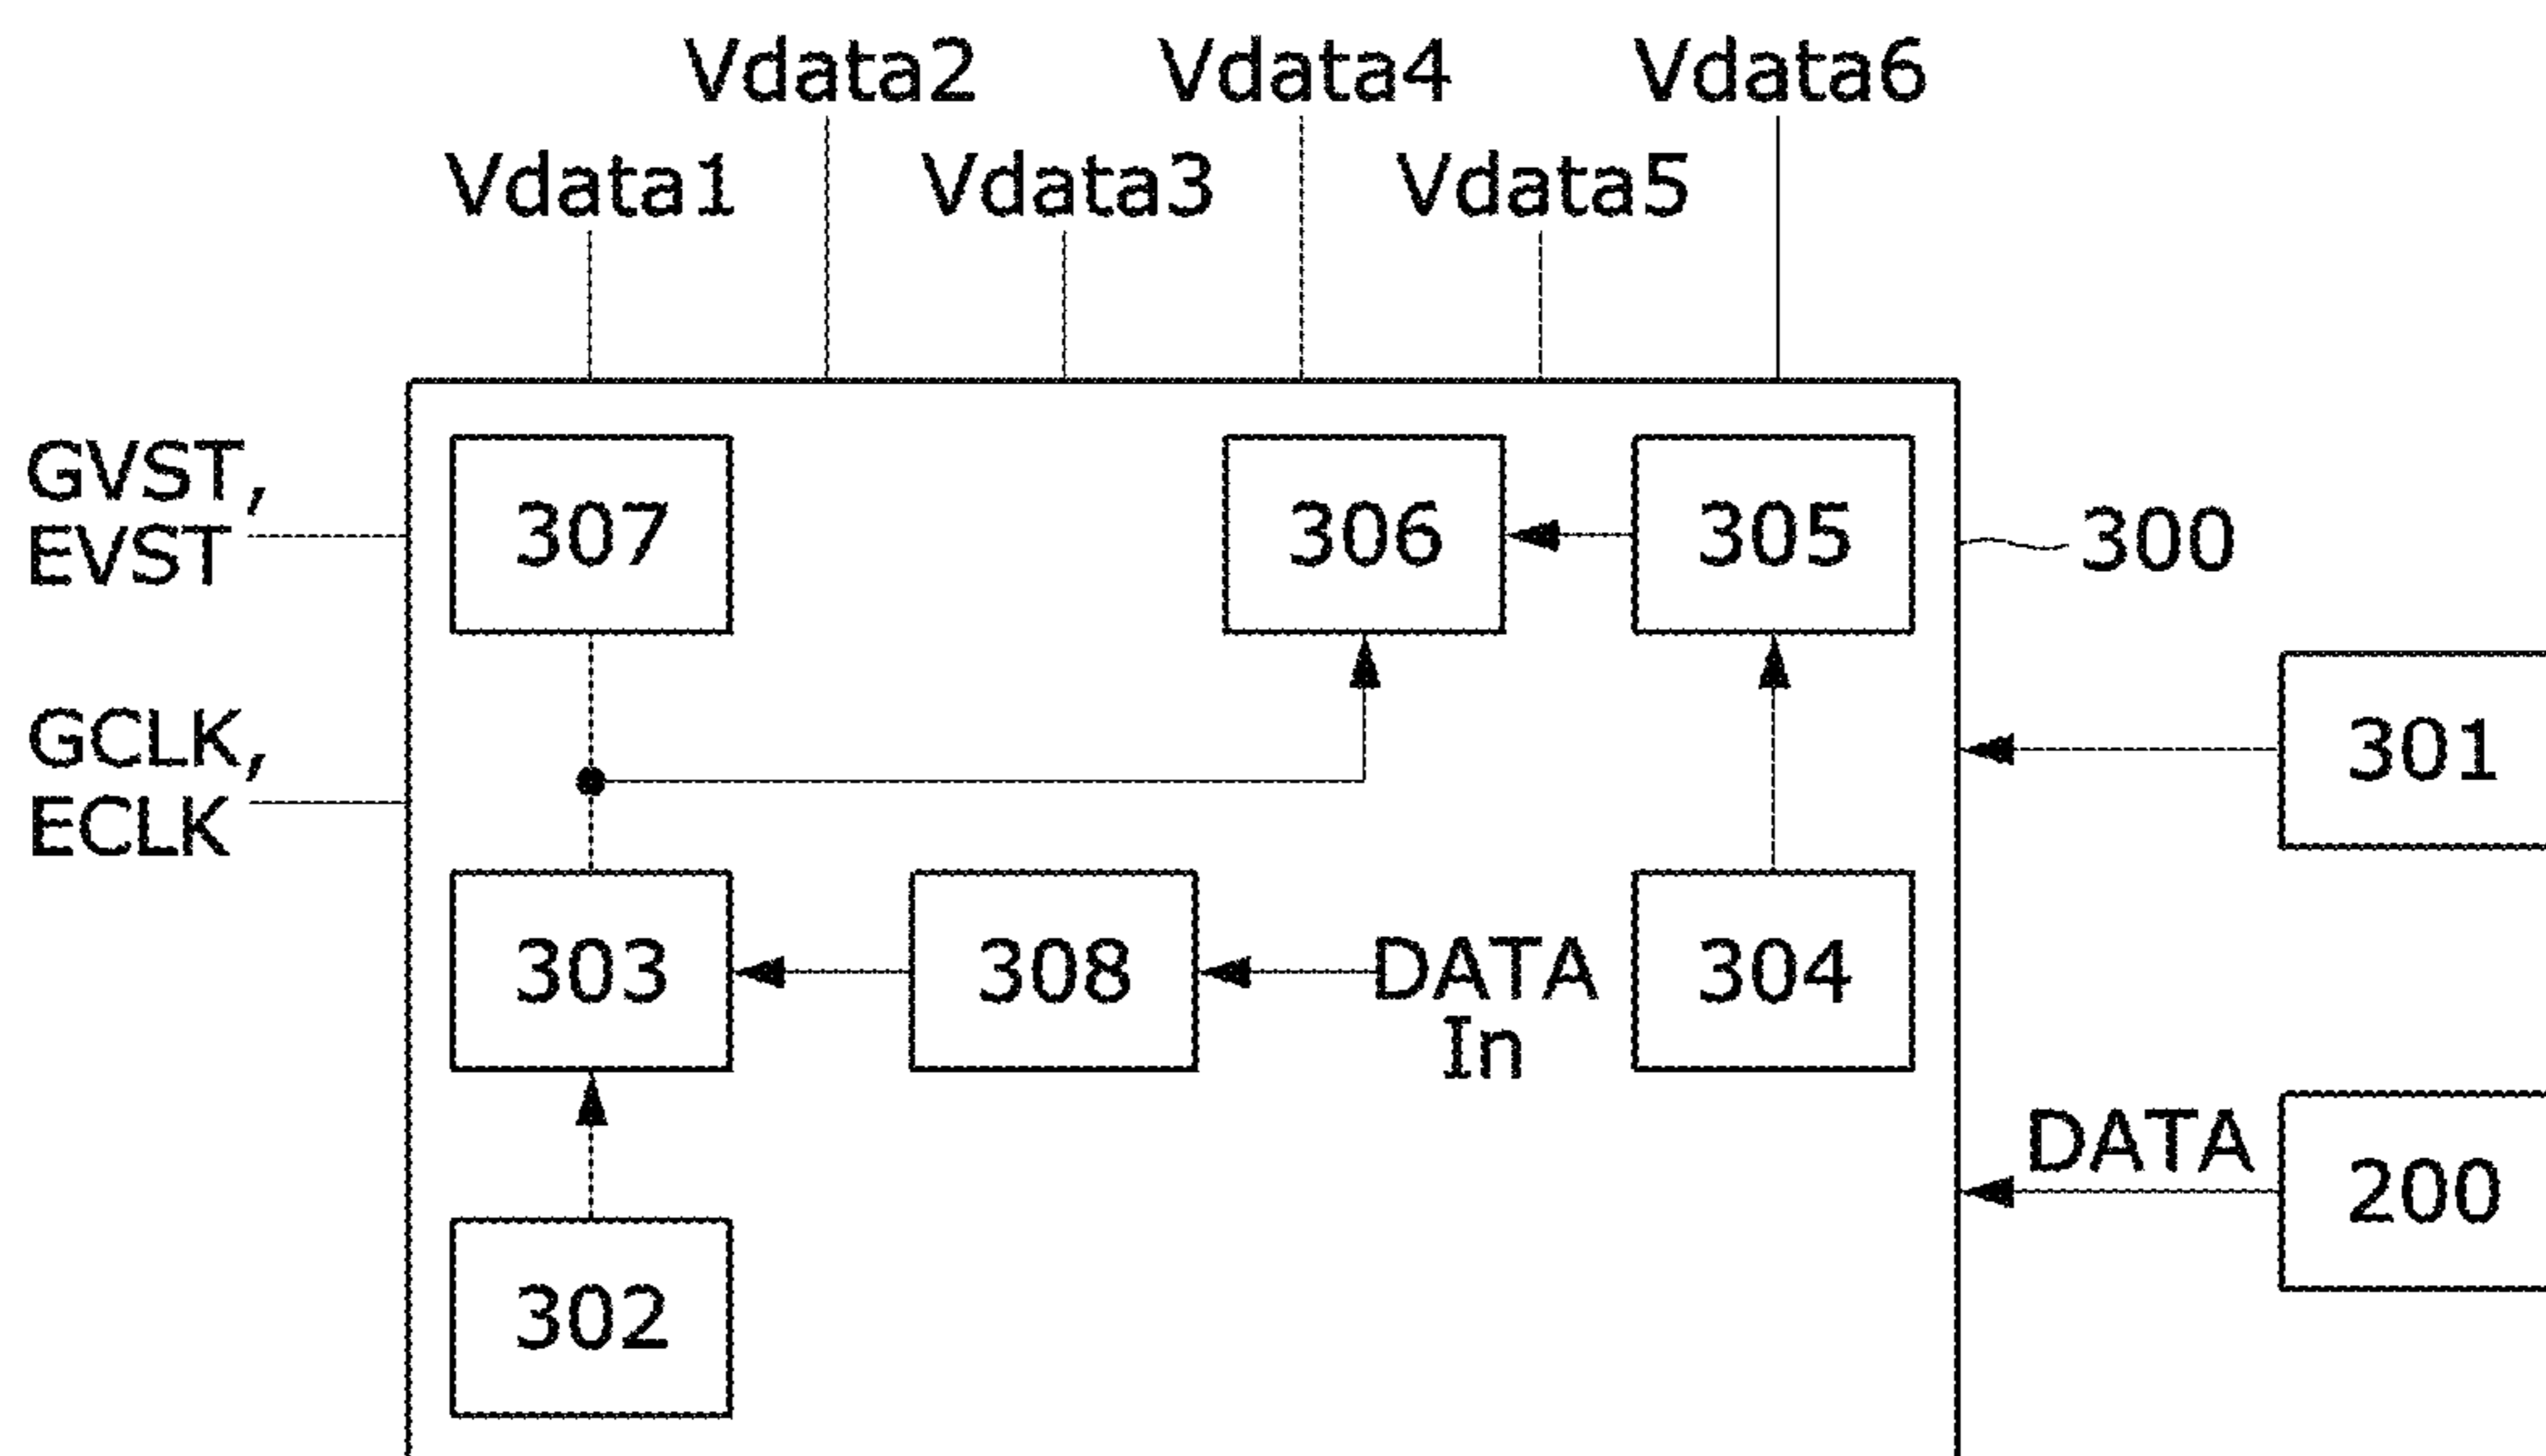 Vdata2 Vdata4 Vdata6
Vdata1 Vdata3 Vdata5
GVST,
EVST
307 306 305 300
GCLK,
ECLK
301
303 308 DATA
In
304
DATA
200
302